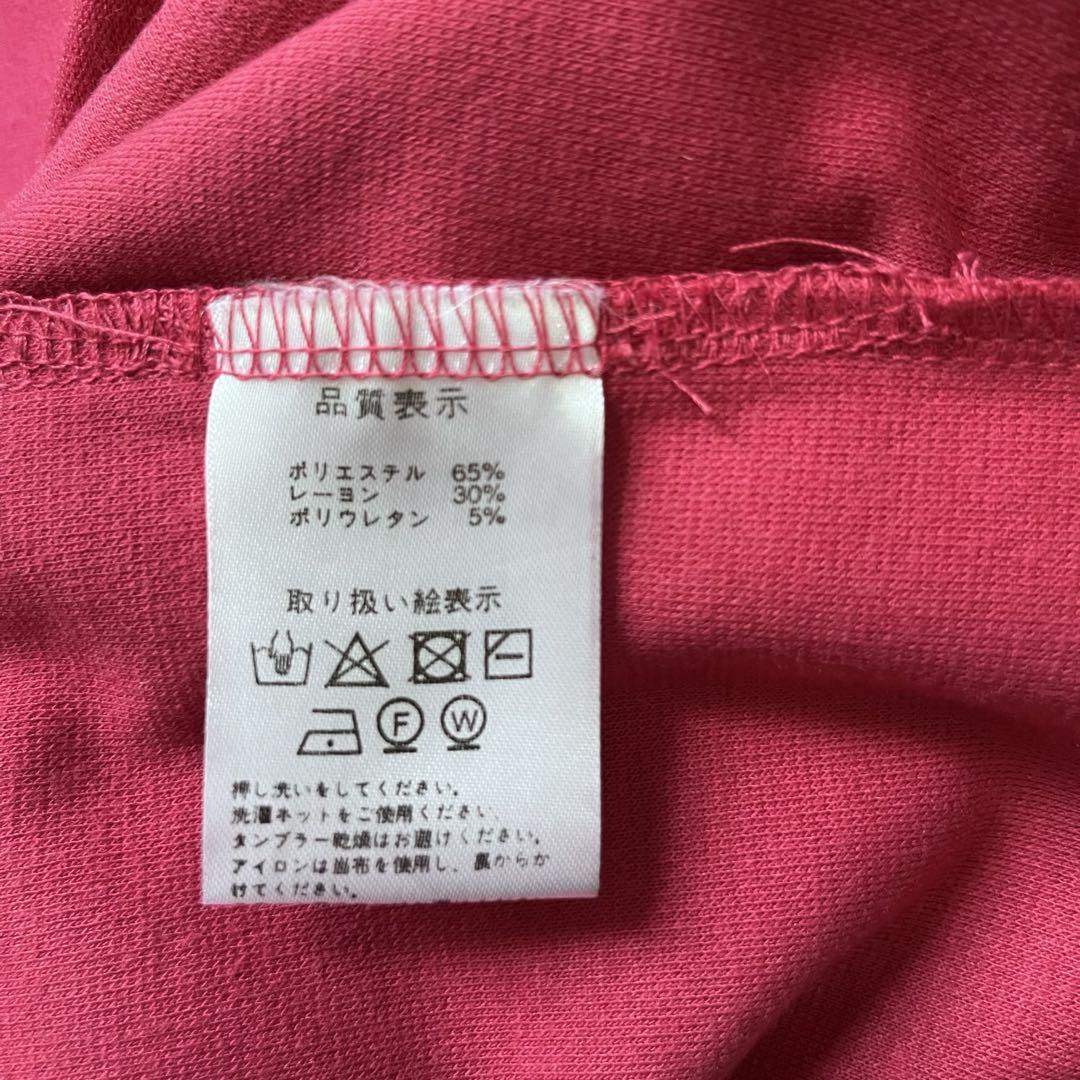 品質表示
ポリエステル 65%
レーヨン 30%
ポリウレタン 5%
取り扱い絵表示
F W
押し洗いをしてください。
洗濯ネットをご使用ください。
タンブラー乾燥はお避けください。
アイロンは当布を使用し、裏からか
けてください。